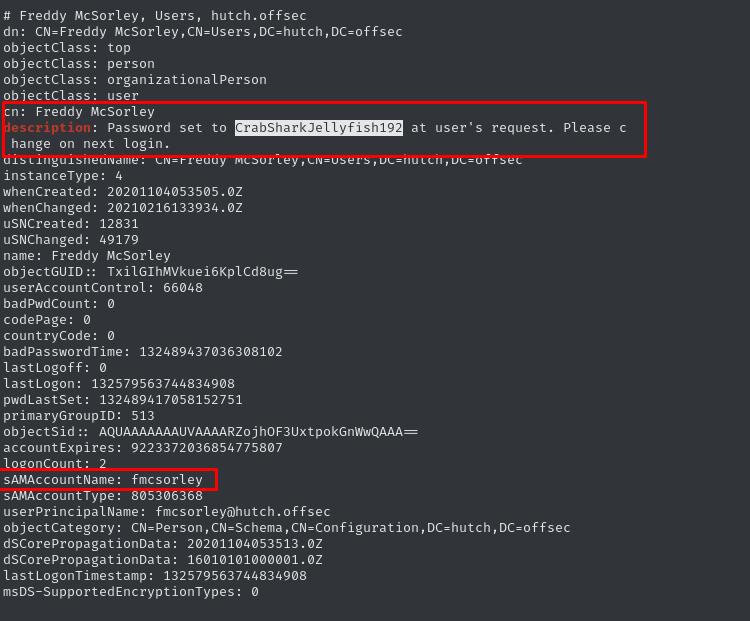 # Freddy McSorley, Users, hutch.offsec
dn: CN=Freddy McSorley,CN=Users,DC=hutch,DC=offsec
objectClass: top
objectClass: person
objectClass: organizationalPerson
objectClass: user
cn: Freddy McSorley
description: Password set to CrabSharkJellyfish192 at user's request. Please c
hange on next login.
distinguishedName: CN=Freddy McSorley,CN=Users,DC=hutch,DC=offsec
instanceType: 4
whenCreated: 20201104053505.0Z
whenChanged: 20210216133934.0Z
uSNCreated: 12831
uSNChanged: 49179
name: Freddy McSorley
objectGUID:: TxilGIhMVkuei6KplCd8ug==
userAccountControl: 66048
badPwdCount: 0
codePage: 0
countryCode: 0
badPasswordTime: 132489437036308102
lastLogoff: 0
lastLogon: 132579563744834908
pwdLastSet: 132489417058152751
primaryGroupID: 513
objectSid:: AQUAAAAAAAUVAAAARZojhOF3UxtpokGnWwQAAA==
accountExpires: 9223372036854775807
logonCount: 2
sAMAccountName: fmcsorley
sAMAccountType: 805306368
userPrincipalName: fmcsorley@hutch.offsec
objectCategory: CN=Person,CN=Schema,CN=Configuration,DC=hutch,DC=offsec
dSCorePropagationData: 20201104053513.0Z
dSCorePropagationData: 16010101000001.0Z
lastLogonTimestamp: 132579563744834908
msDS-SupportedEncryptionTypes: 0